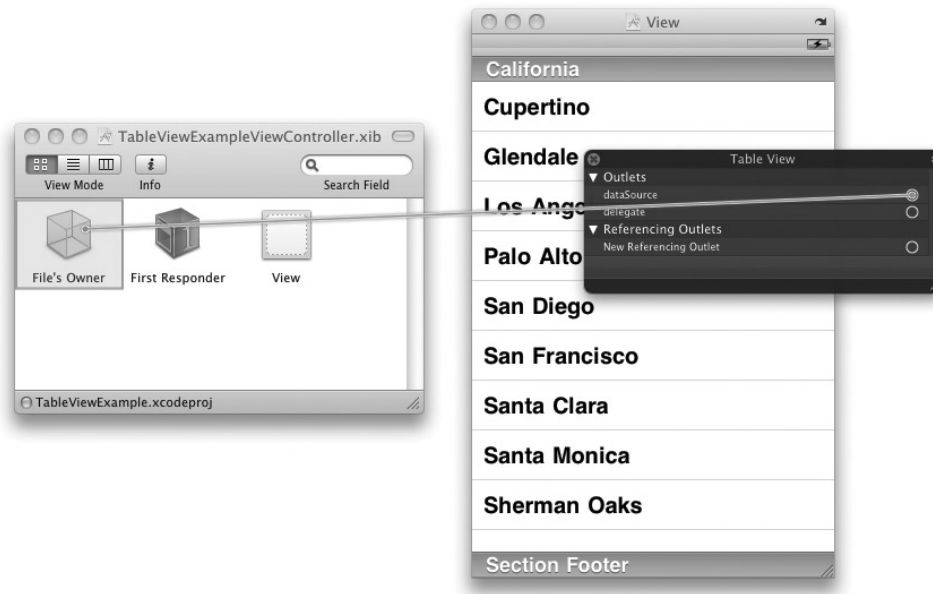 TableViewExampleViewController.xib
View Mode
Info
Search Field
File's Owner
First Responder
View
TableViewExample.xcodeproj
View
California
Cupertino
Glendale
Los Ange
Palo Alto
San Diego
San Francisco
Santa Clara
Santa Monica
Sherman Oaks
Section Footer
Table View
Outlets
dataSource
delegate
Referencing Outlets
New Referencing Outlet